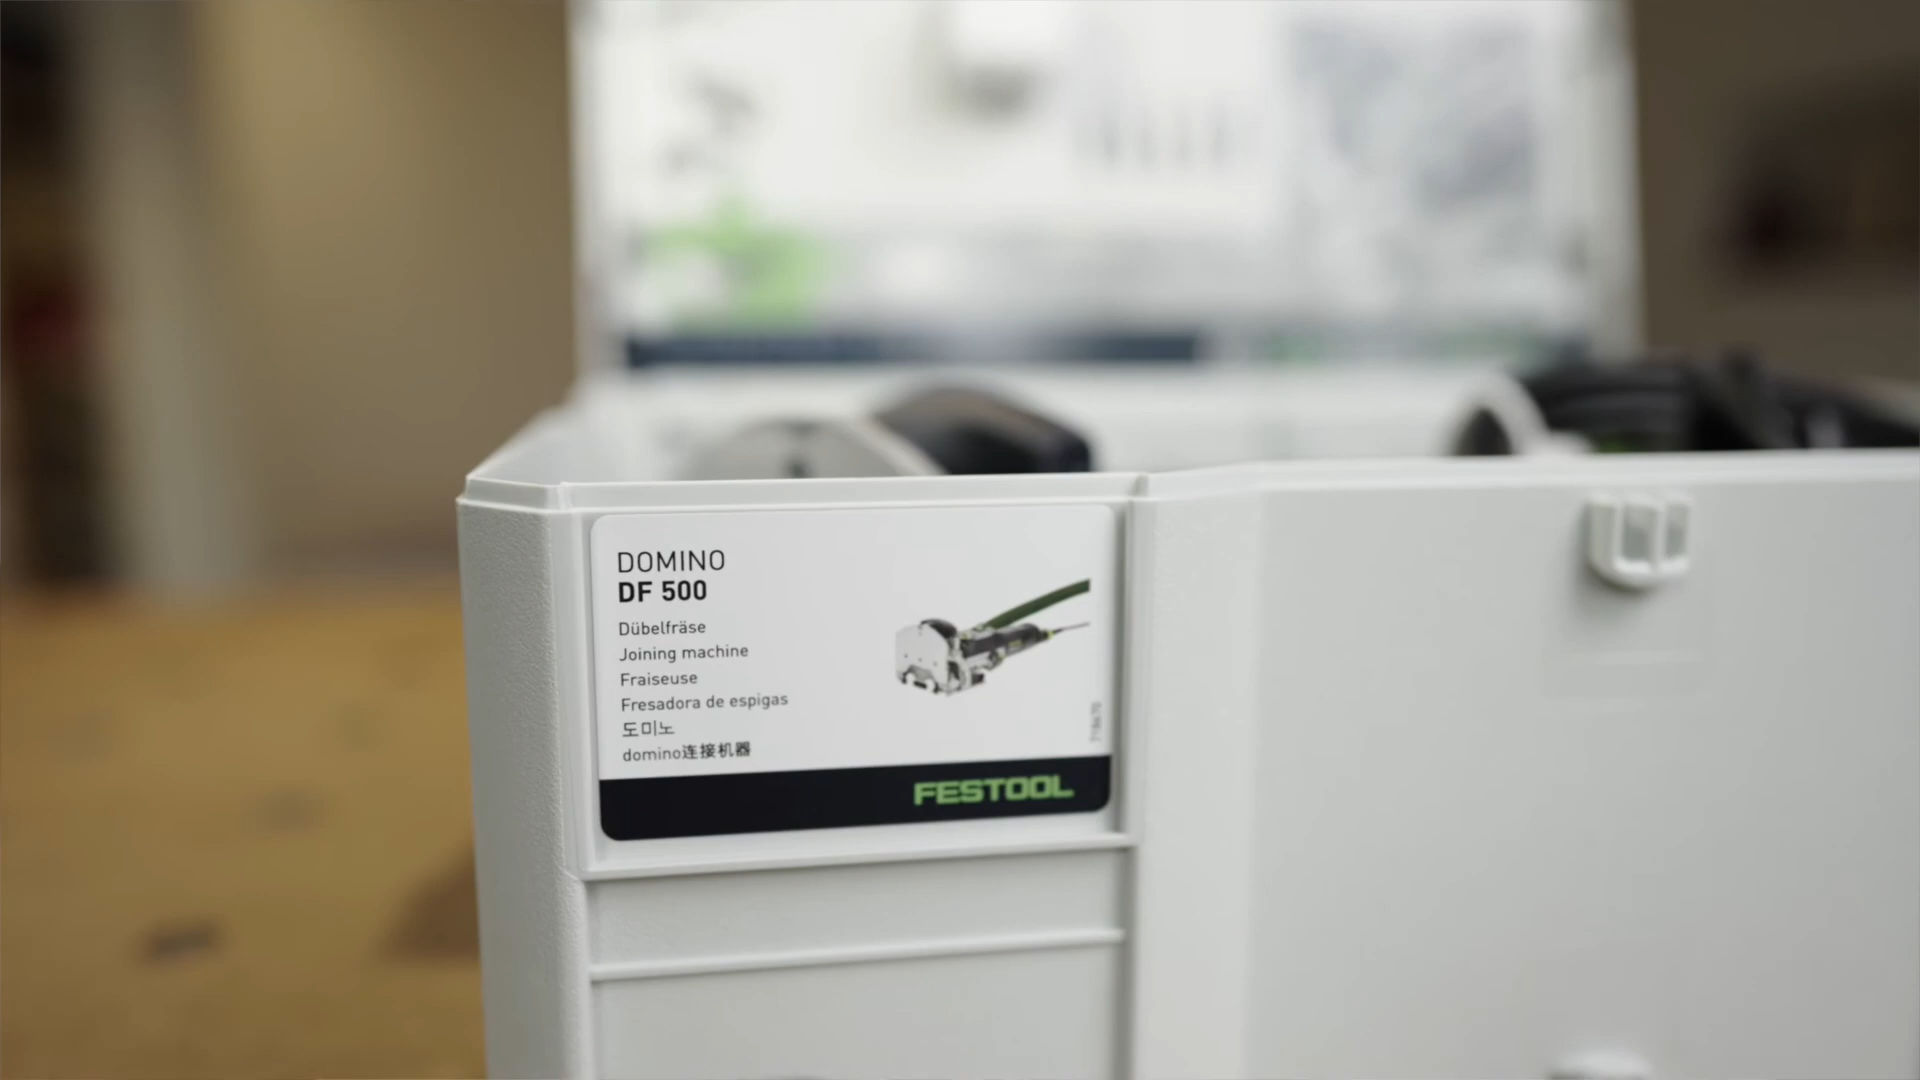 DOMINO
DF 500
Dübelfräse
Joining machine
Fraiseuse
Fresadora de espigas
도미노
domino连接机器
718670
FESTOOL